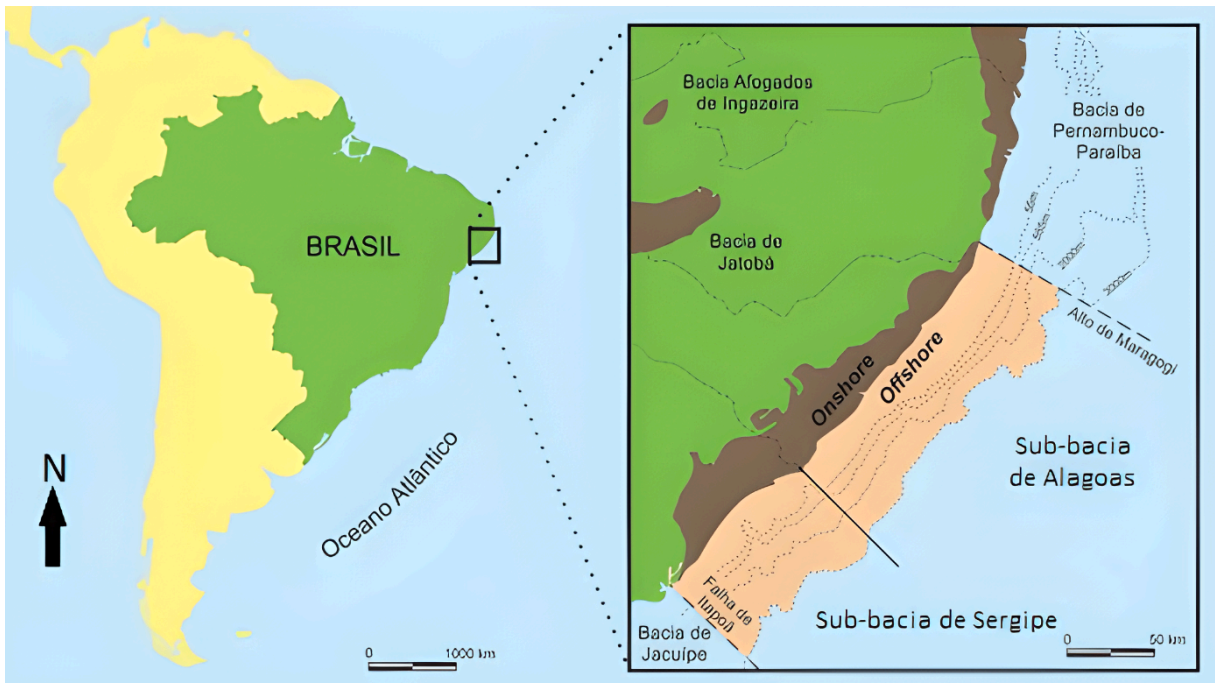 BRASIL
N
Oceano Atlântico
0
1000 km
Bacia Afogados
de Ingazeira
Bacia de
Pernambuco-
Paraíba
Bacia de
Jatobá
Alto de Maragogi
Onshore
Offshore
Sub-bacia
de Alagoas
Falha de
Itapoã
Sub-bacia de Sergipe
Bacia de
Jacuípe
0
50 km